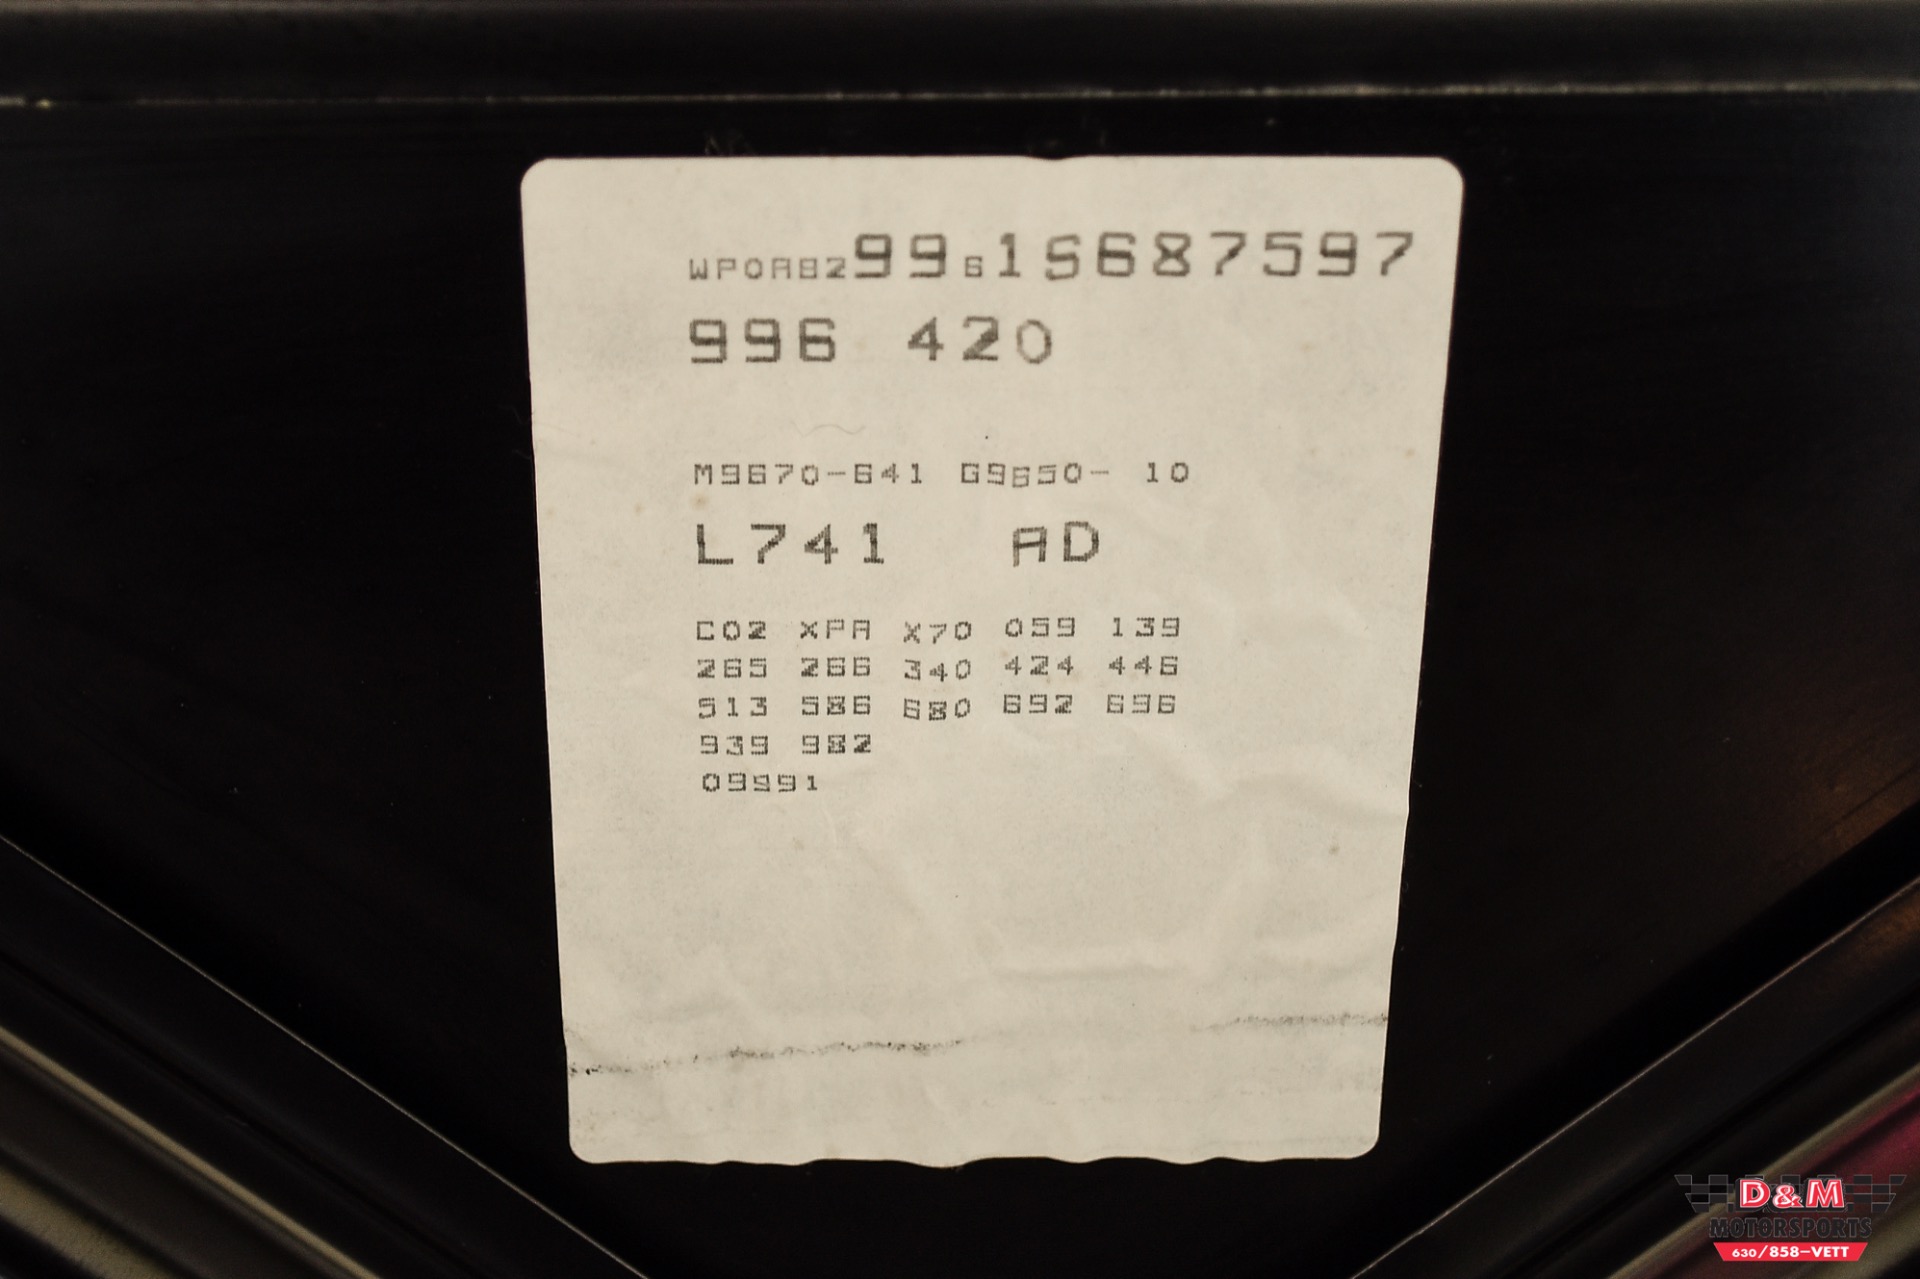 WP0AB2996 1S687597
996 420
M9670-641 G9650- 10
L741 AD
C02 XPA X70 059 139
265 266 340 424 446
513 586 680 692 696
939 982
09991
D&M
MOTORSPORTS
630/858-VETT